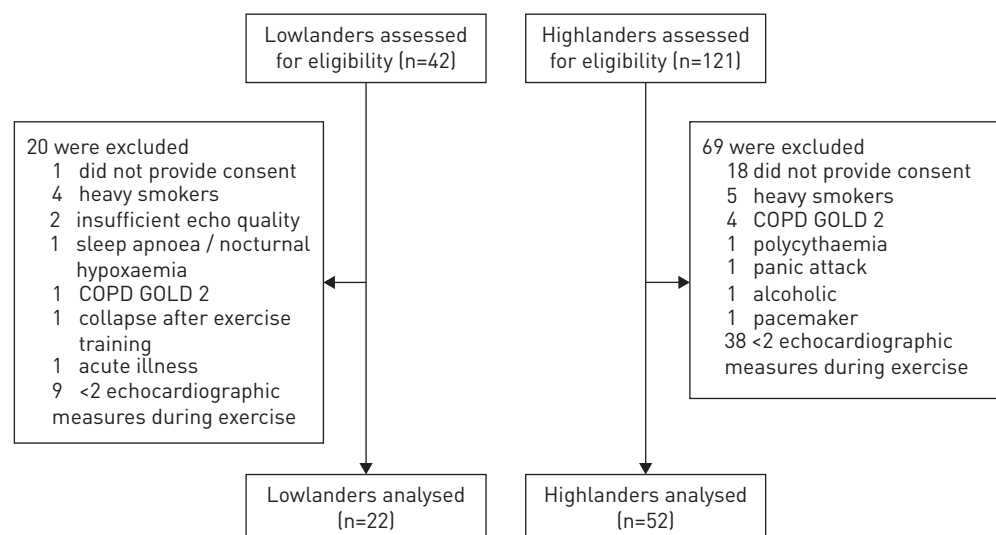 Lowlanders assessed
for eligibility (n=42)
Highlanders assessed
for eligibility (n=121)
20 were excluded
1 did not provide consent
4 heavy smokers
2 insufficient echo quality
1 sleep apnoea / nocturnal
hypoxaemia
1 COPD GOLD 2
1 collapse after exercise
training
1 acute illness
9 <2 echocardiographic
measures during exercise
69 were excluded
18 did not provide consent
5 heavy smokers
4 COPD GOLD 2
1 polycythaemia
1 panic attack
1 alcoholic
1 pacemaker
38 <2 echocardiographic
measures during exercise
Lowlanders analysed
(n=22)
Highlanders analysed
(n=52)